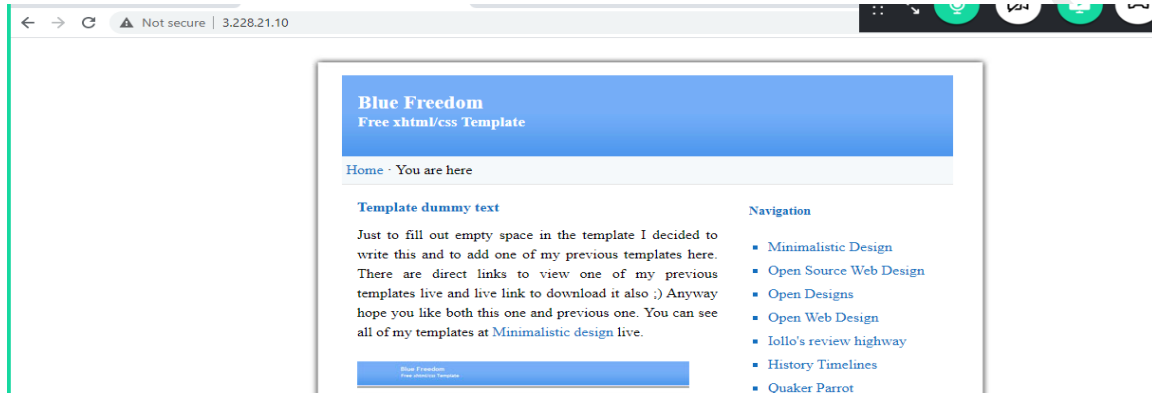 Not secure | 3.228.21.10
Blue Freedom
Free xhtml/css Template
Home · You are here
Template dummy text
Just to fill out empty space in the template I decided to
write this and to add one of my previous templates here.
There are direct links to view one of my previous
templates live and live link to download it also ;) Anyway
hope you like both this one and previous one. You can see
all of my templates at Minimalistic design live.
Blue Freedom
Free xhtml/css Template
Navigation
Minimalistic Design
Open Source Web Design
Open Designs
Open Web Design
Iollo's review highway
History Timelines
Quaker Parrot